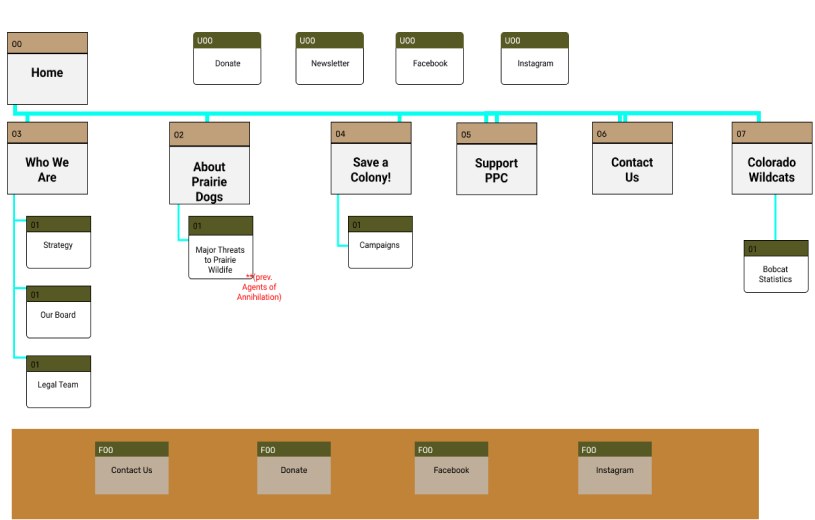 00
Home
U00
Donate
U00
Newsletter
U00
Facebook
U00
Instagram
03
Who We
Are
02
About
Prairie
Dogs
04
Save a
Colony!
05
Support
PPC
06
Contact
Us
07
Colorado
Wildcats
01
Strategy
01
Our Board
01
Legal Team
01
Major Threats
to Prairie
Wildife
**(prev.
Agents of
Annihilation)
01
Campaigns
01
Bobcat
Statistics
F00
Contact Us
F00
Donate
F00
Facebook
F00
Instagram